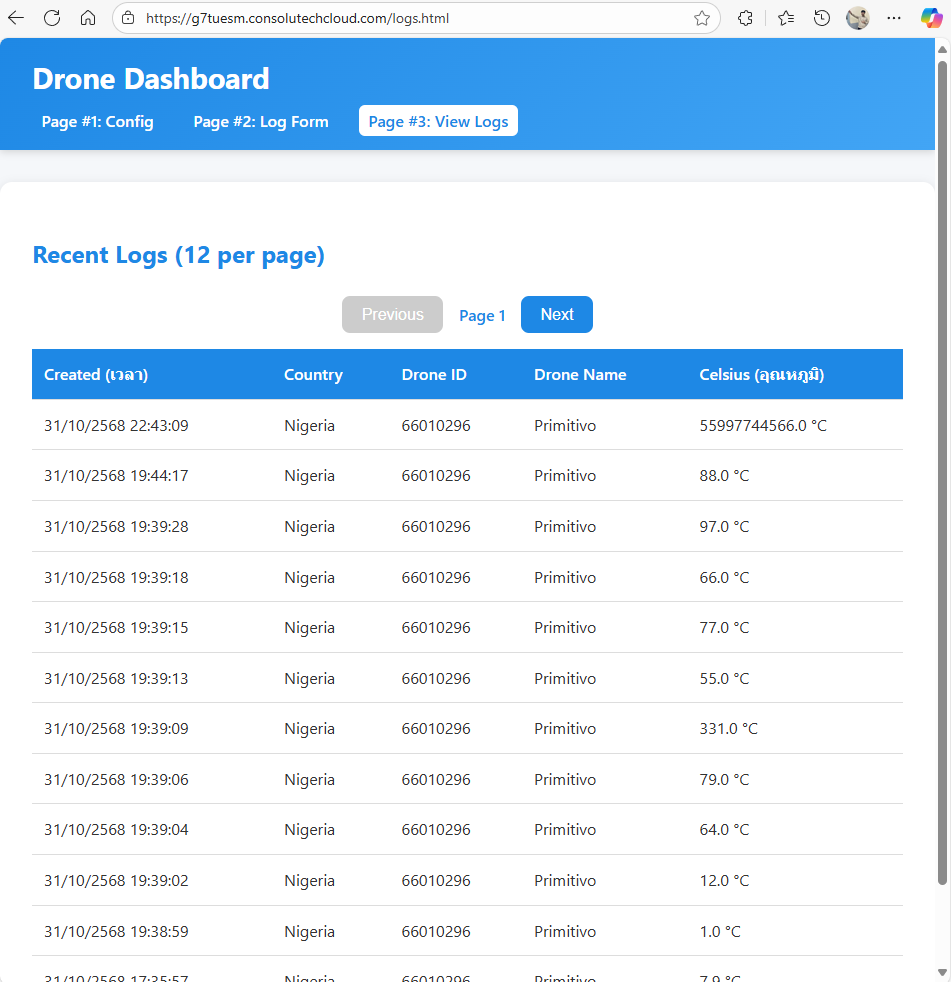 https://g7tuesm.consolutechcloud.com/logs.html
Drone Dashboard
Page #1: Config Page #2: Log Form Page #3: View Logs
Recent Logs (12 per page)
Previous Page 1 Next
Created (เวลา) Country Drone ID Drone Name Celsius (อุณหภูมิ)
31/10/2568 22:43:09 Nigeria 66010296 Primitivo 55997744566.0 °C
31/10/2568 19:44:17 Nigeria 66010296 Primitivo 88.0 °C
31/10/2568 19:39:28 Nigeria 66010296 Primitivo 97.0 °C
31/10/2568 19:39:18 Nigeria 66010296 Primitivo 66.0 °C
31/10/2568 19:39:15 Nigeria 66010296 Primitivo 77.0 °C
31/10/2568 19:39:13 Nigeria 66010296 Primitivo 55.0 °C
31/10/2568 19:39:09 Nigeria 66010296 Primitivo 331.0 °C
31/10/2568 19:39:06 Nigeria 66010296 Primitivo 79.0 °C
31/10/2568 19:39:04 Nigeria 66010296 Primitivo 64.0 °C
31/10/2568 19:39:02 Nigeria 66010296 Primitivo 12.0 °C
31/10/2568 19:38:59 Nigeria 66010296 Primitivo 1.0 °C
31/10/2568 17:35:57 Nigeria 66010296 Primitivo 7.9 °C